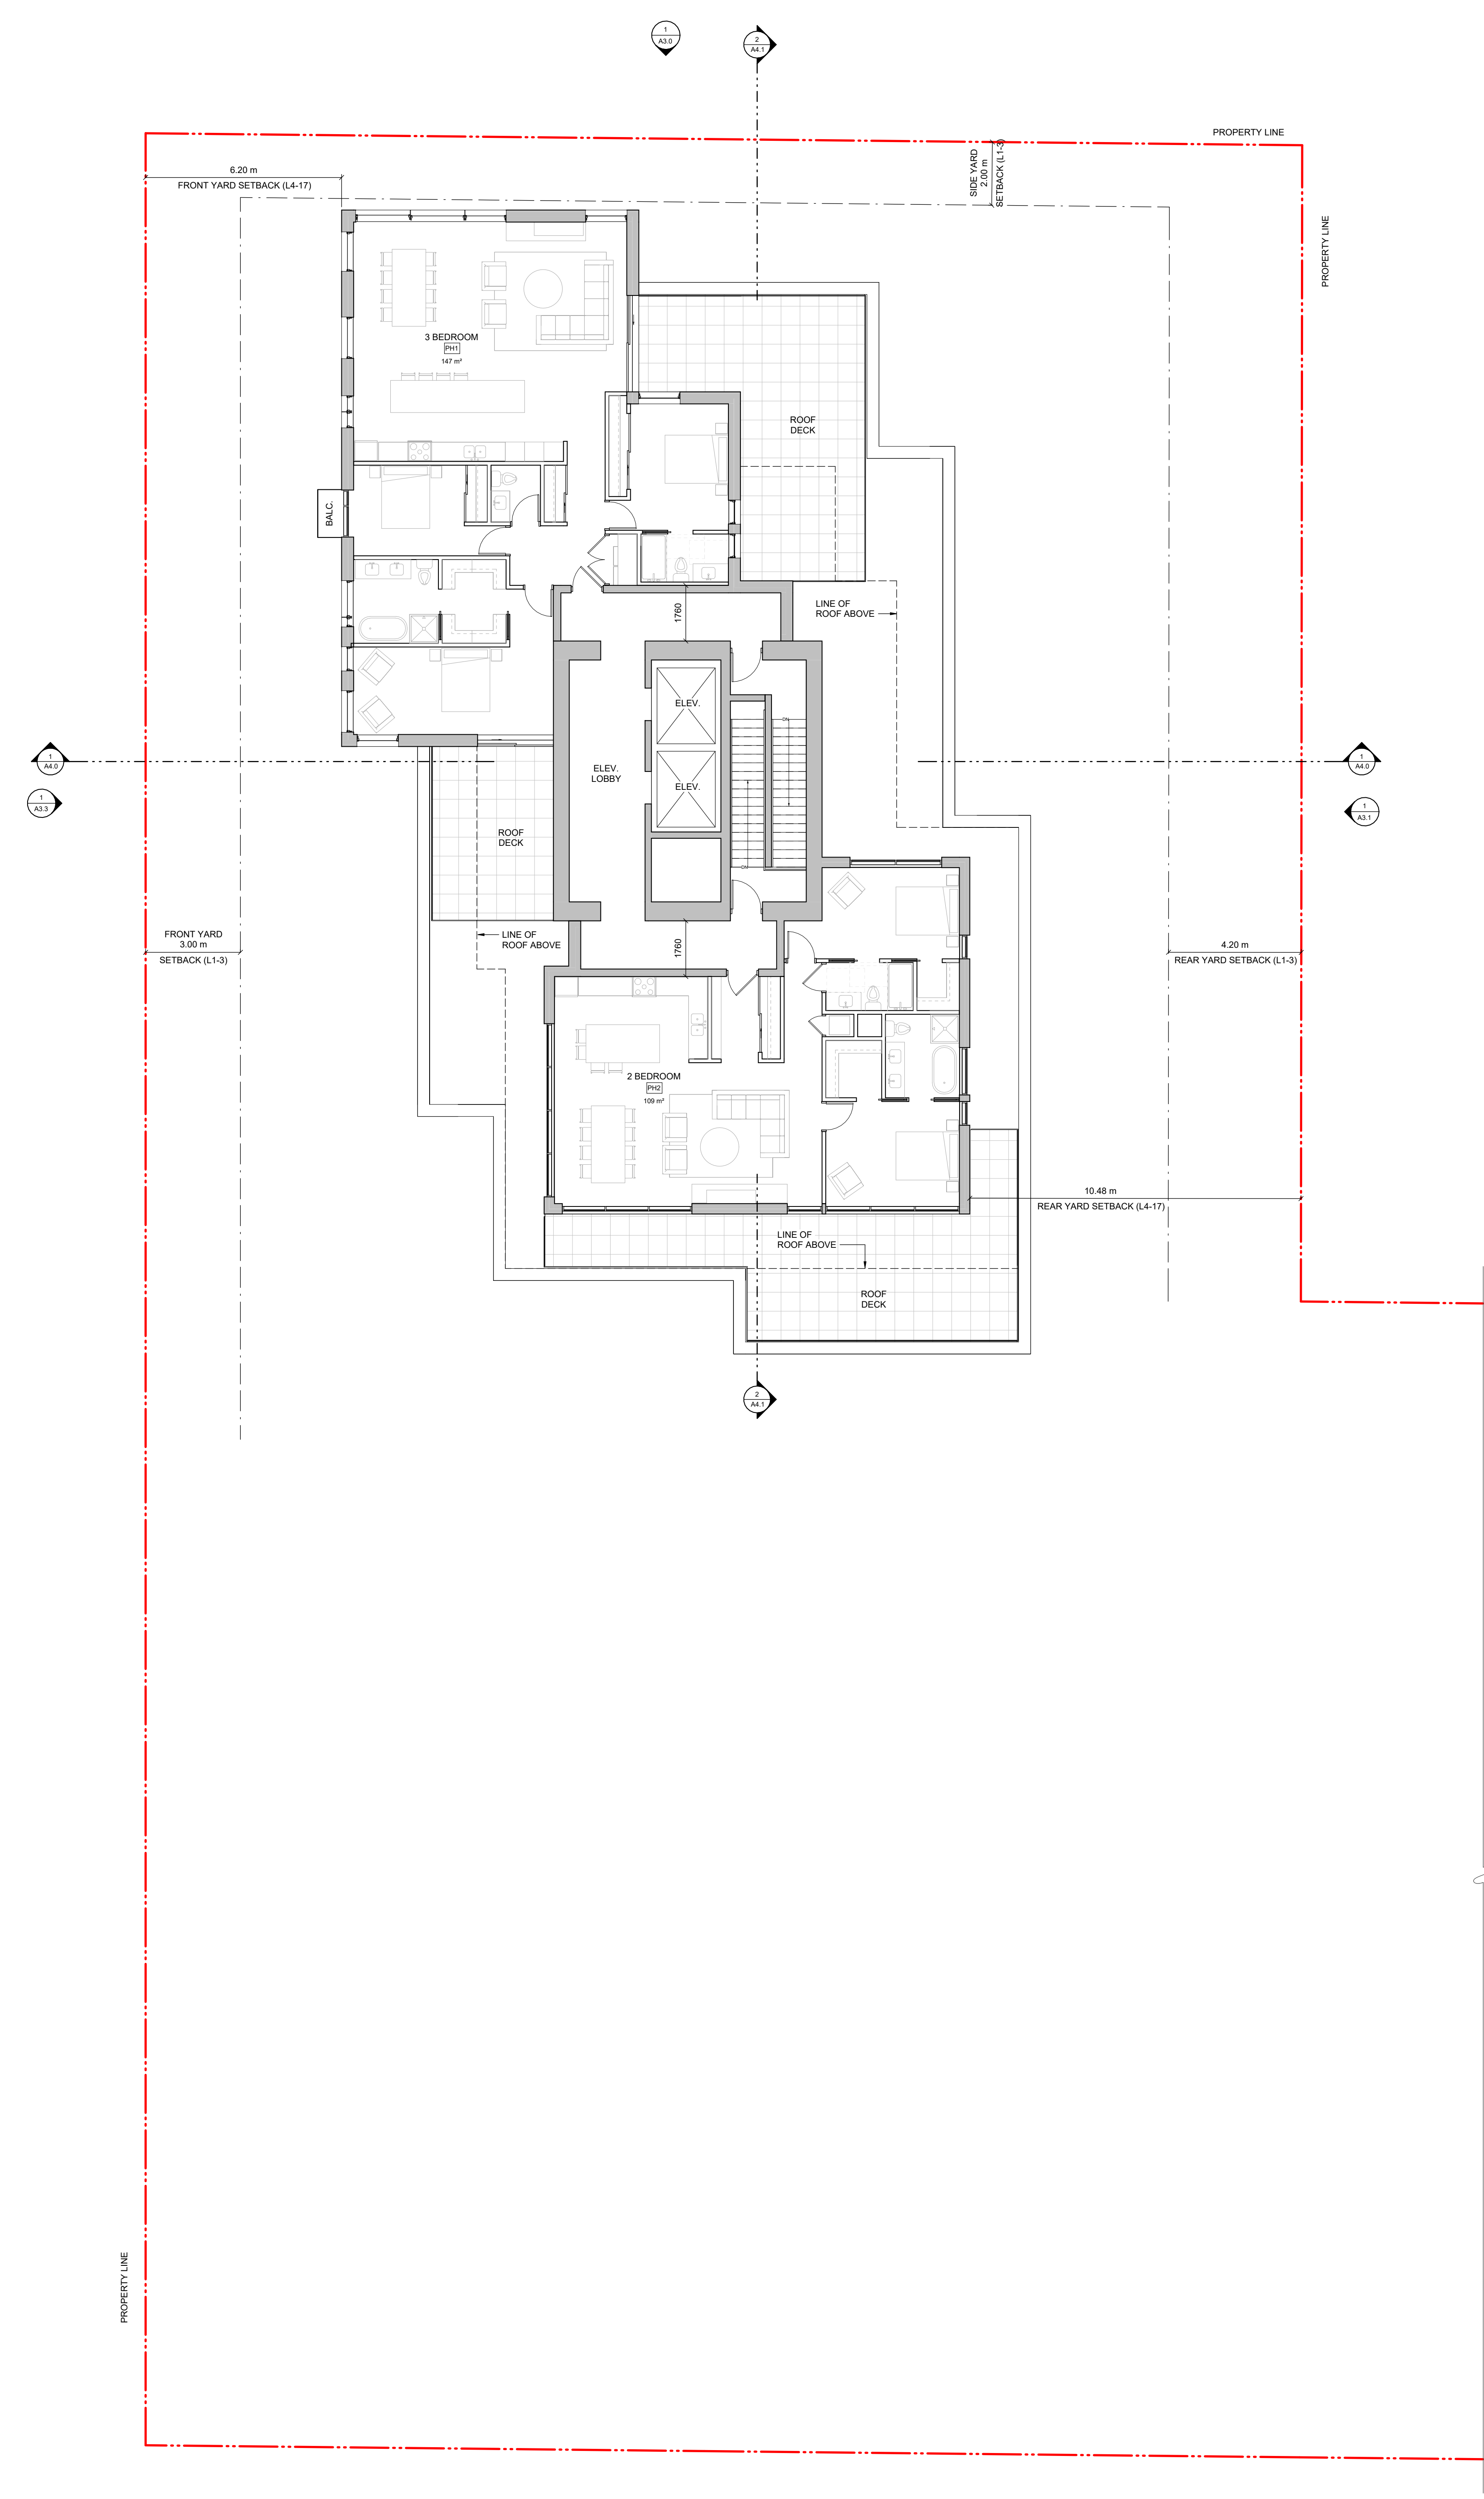 1
A3.0
2
A4.1
PROPERTY LINE
6.20 m
FRONT YARD SETBACK (L4-17)
SIDE YARD
2.00 m
SETBACK (L1-3)
PROPERTY LINE
3 BEDROOM
PH1
147 m²
ROOF
DECK
BALC.
1760
LINE OF
ROOF ABOVE
ELEV.
DN
1
A4.0
ELEV.
LOBBY
ELEV.
1
A4.0
1
A3.3
1
A3.1
ROOF
DECK
DN
FRONT YARD
3.00 m
SETBACK (L1-3)
LINE OF
ROOF ABOVE
1760
4.20 m
REAR YARD SETBACK (L1-3)
2 BEDROOM
PH2
109 m²
10.48 m
REAR YARD SETBACK (L4-17)
LINE OF
ROOF ABOVE
ROOF
DECK
2
A4.1
PROPERTY LINE